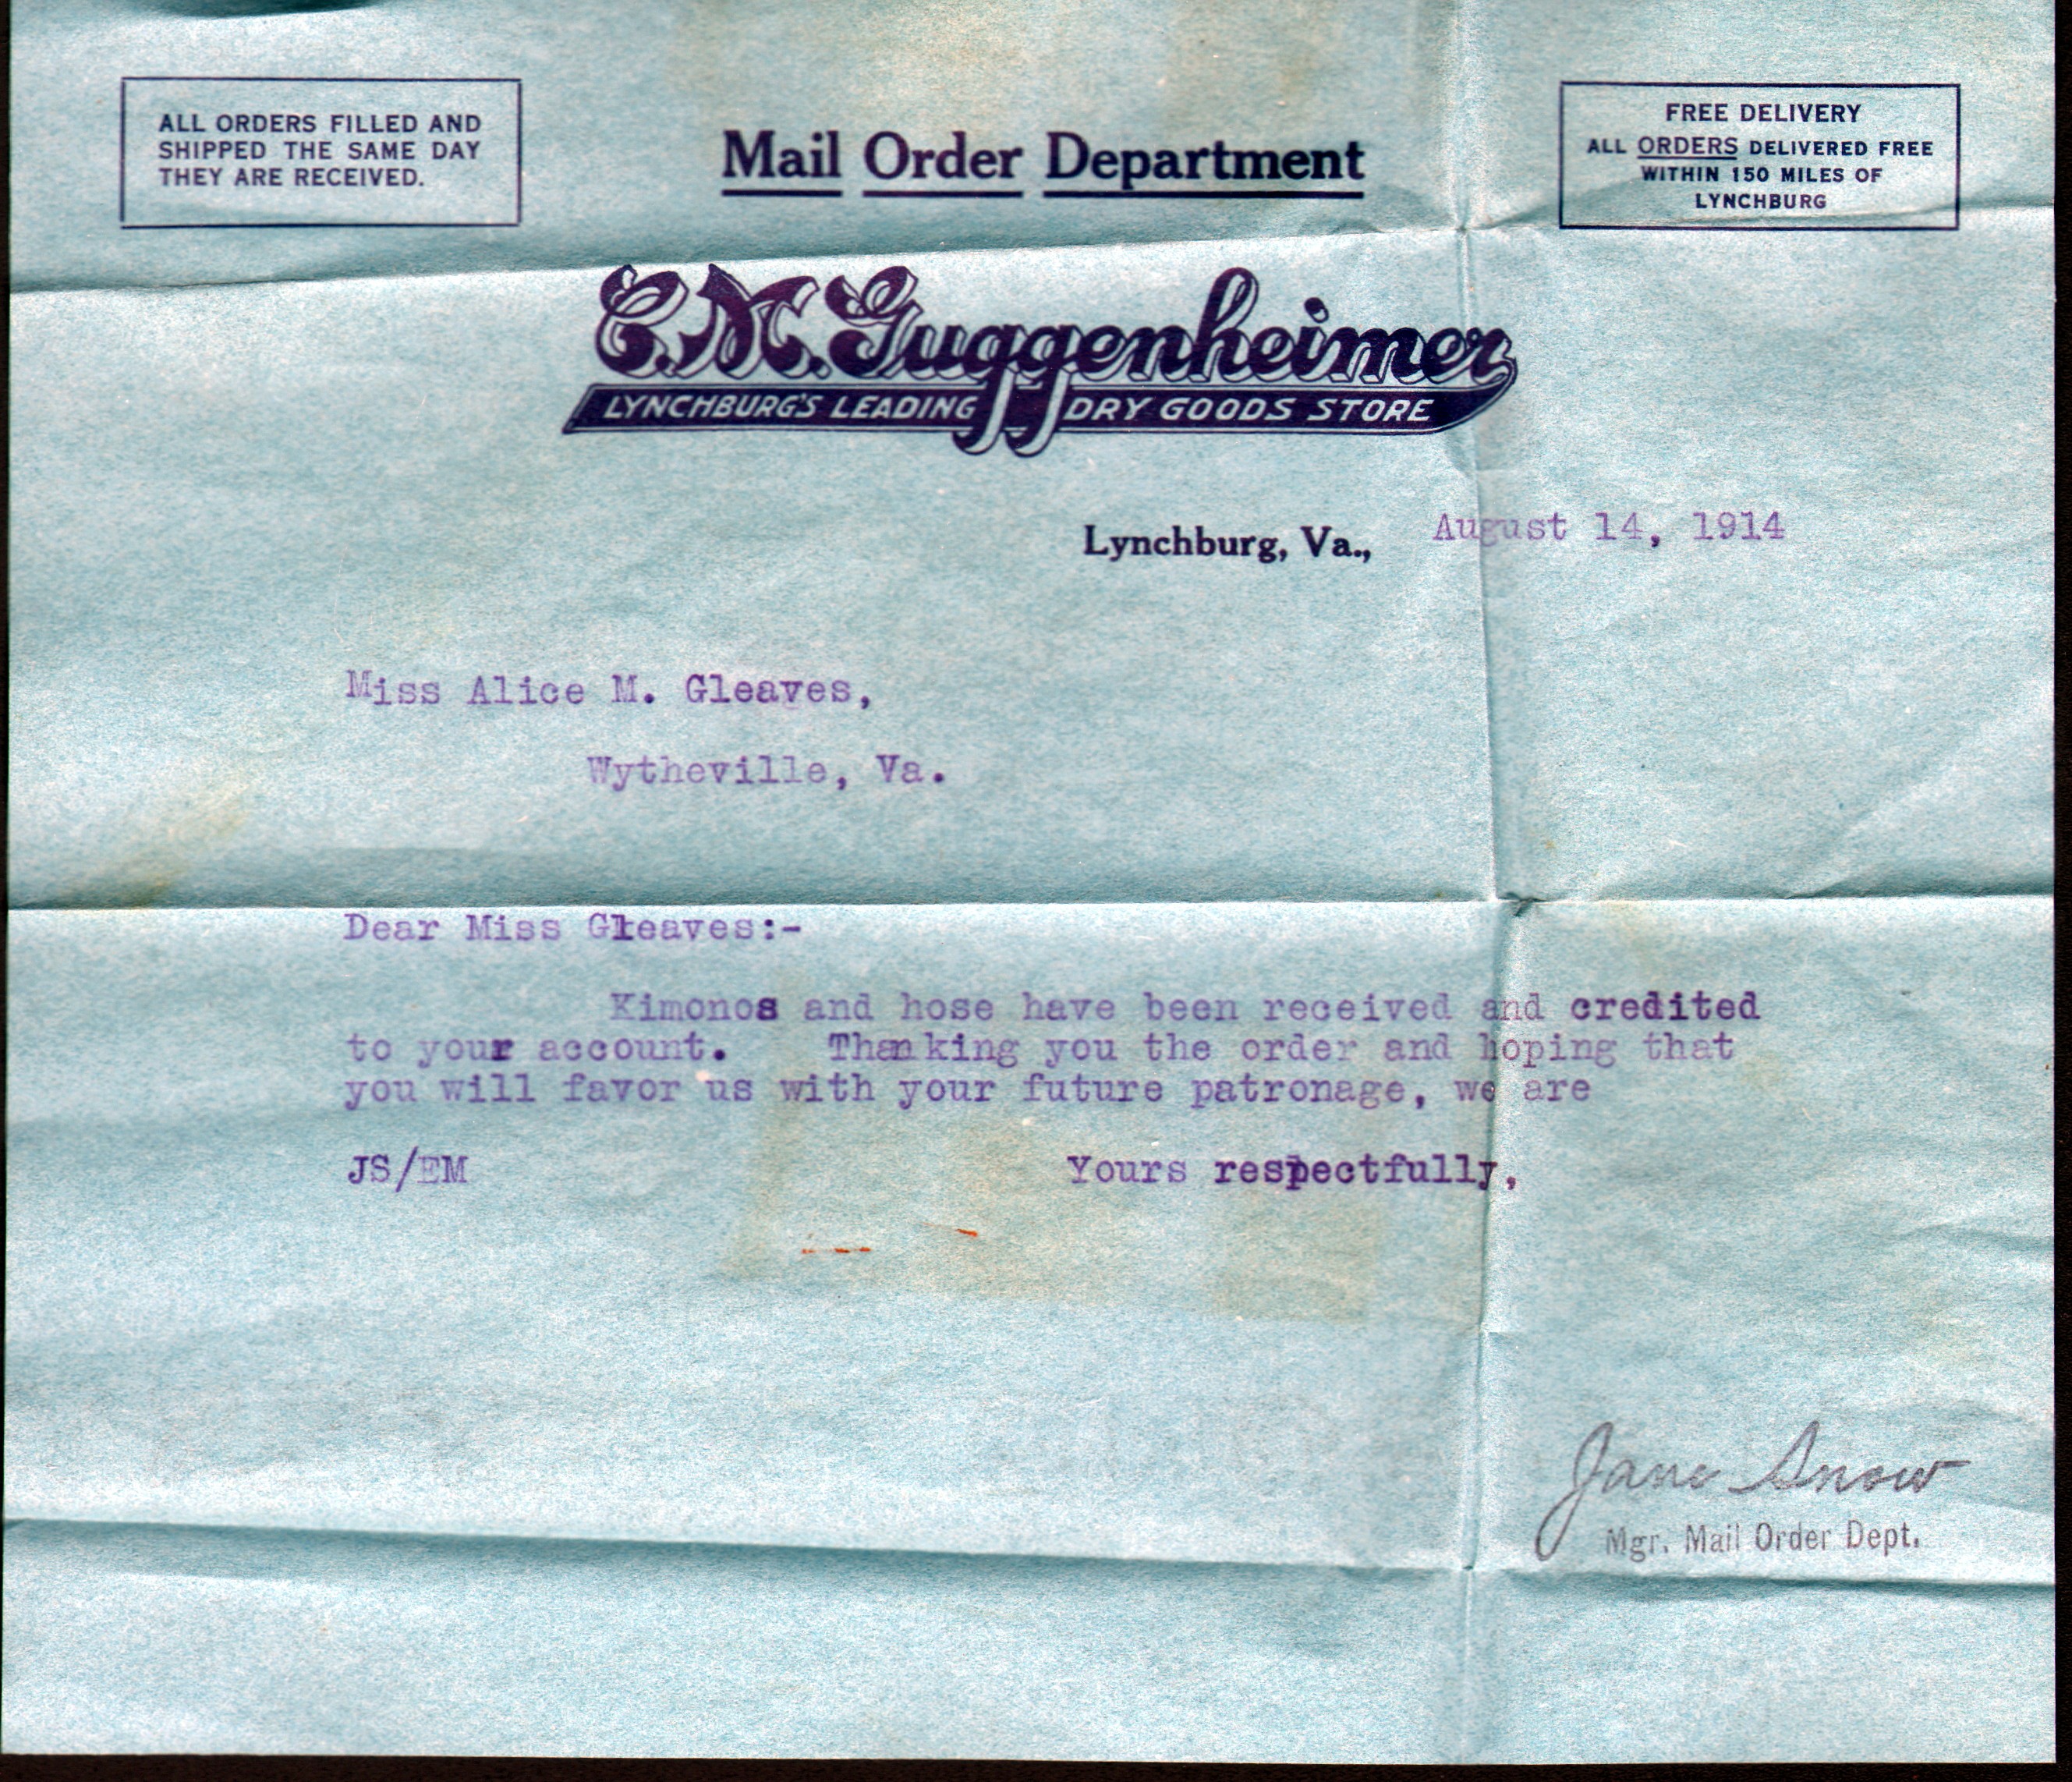 ALL ORDERS FILLED AND
SHIPPED THE SAME DAY
THEY ARE RECEIVED.
Mail Order Department
FREE DELIVERY
ALL ORDERS DELIVERED FREE
WITHIN 150 MILES OF
LYNCHBURG
C.M. Guggenheimer
LYNCHBURG'S LEADING DRY GOODS STORE
Lynchburg, Va., August 14, 1914
Miss Alice M. Gleaves,
Wytheville, Va.
Dear Miss Gleaves:-
Kimonos and hose have been received and credited
to your account. Thanking you the order and hoping that
you will favor us with your future patronage, we are
JS/EM Yours respectfully,
Jane Snow
Mgr. Mail Order Dept.